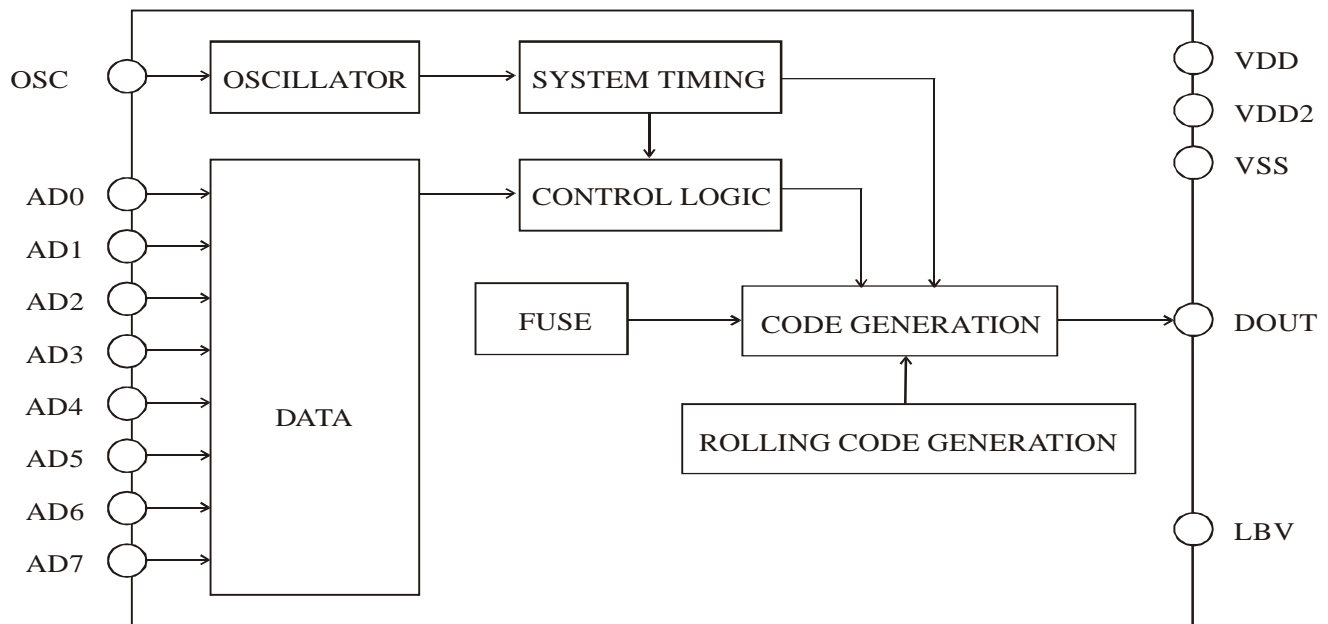 OSC
OSCILLATOR
SYSTEM TIMING
VDD
VDD2
VSS
AD0
AD1
AD2
AD3
AD4
AD5
AD6
AD7
DATA
CONTROL LOGIC
FUSE
CODE GENERATION
DOUT
ROLLING CODE GENERATION
LBV